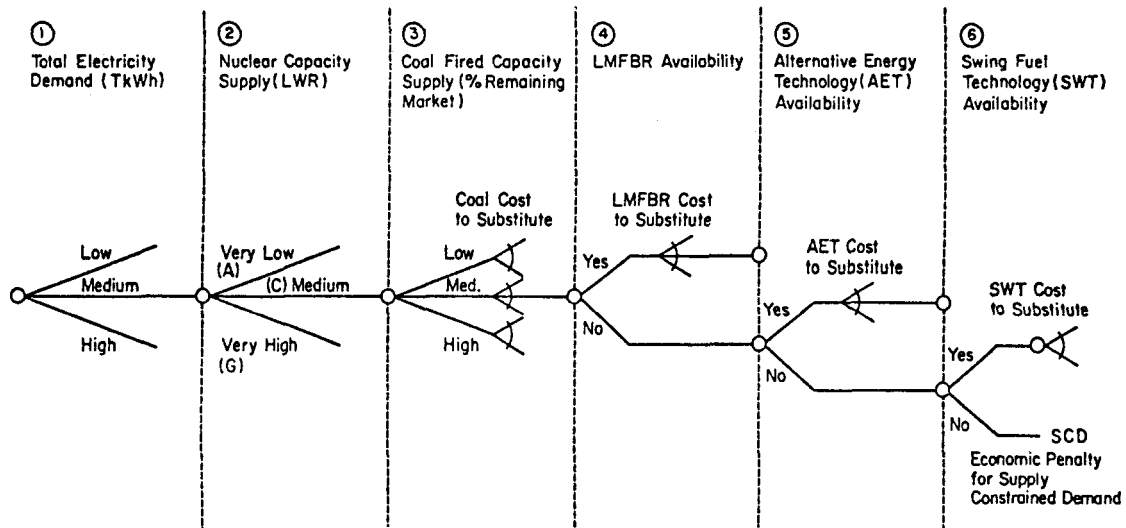 ①
Total Electricity
Demand (TkWh)
②
Nuclear Capacity
Supply (LWR)
③
Coal Fired Capacity
Supply (% Remaining
Market)
④
LMFBR Availability
⑤
Alternative Energy
Technology (AET)
Availability
⑥
Swing Fuel
Technology (SWT)
Availability
Low
Medium
High
Very Low
(A)
(C) Medium
Very High
(G)
Coal Cost
to Substitute
Low
Med.
High
LMFBR Cost
to Substitute
Yes
No
AET Cost
to Substitute
Yes
No
SWT Cost
to Substitute
Yes
No
SCD
Economic Penalty
for Supply
Constrained Demand